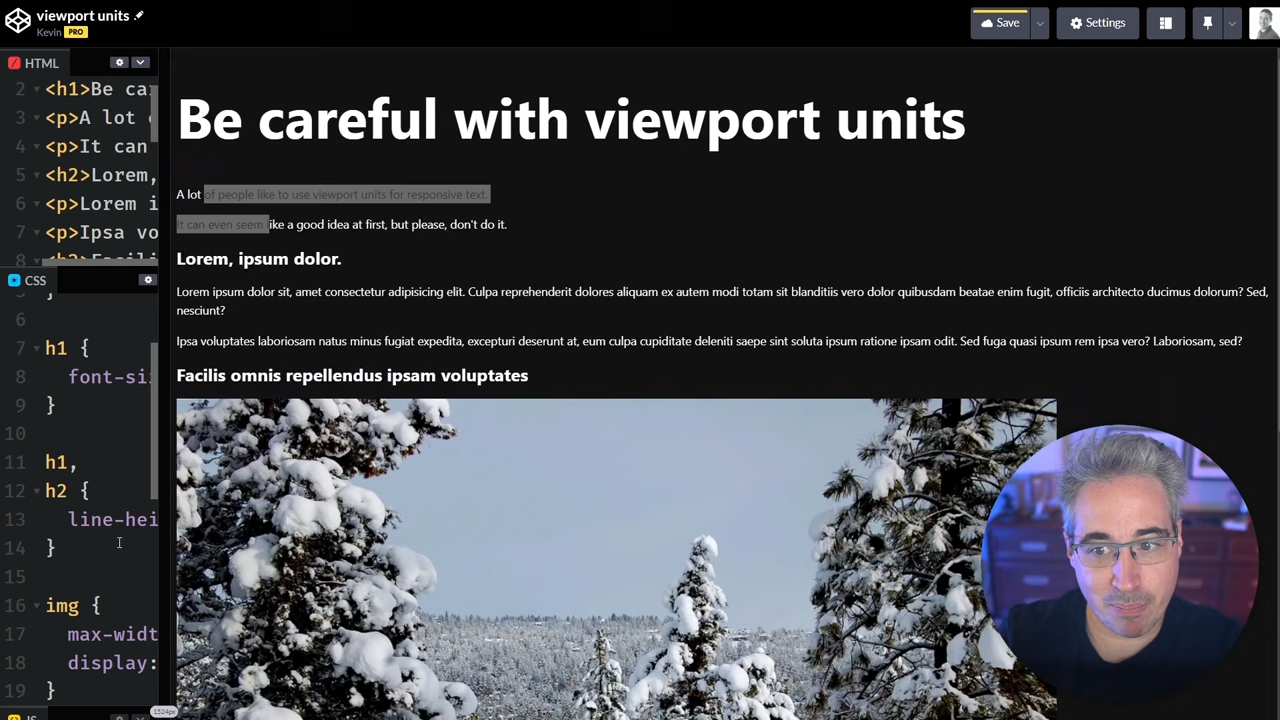 viewport units
Kevin PRO
Save
Settings
HTML
2 <h1>Be ca
3 <p>A lot
4 <p>It can
5 <h2>Lorem,
6 <p>Lorem i
7 <p>Ipsa vo
8
CSS
6
7 h1 {
8 font-si
9 }
10
11 h1,
12 h2 {
13 line-hei
14 }
15
16 img {
17 max-widt
18 display:
19 }
JS
1524px
Be careful with viewport units
A lot of people like to use viewport units for responsive text.
It can even seem like a good idea at first, but please, don't do it.
Lorem, ipsum dolor.
Lorem ipsum dolor sit, amet consectetur adipisicing elit. Culpa reprehenderit dolores aliquam ex autem modi totam sit blanditiis vero dolor quibusdam beatae enim fugit, officiis architecto ducimus dolorum? Sed,
nesciunt?
Ipsa voluptates laboriosam natus minus fugiat expedita, excepturi deserunt at, eum culpa cupiditate deleniti saepe sint soluta ipsum ratione ipsam odit. Sed fuga quasi ipsum rem ipsa vero? Laboriosam, sed?
Facilis omnis repellendus ipsam voluptates